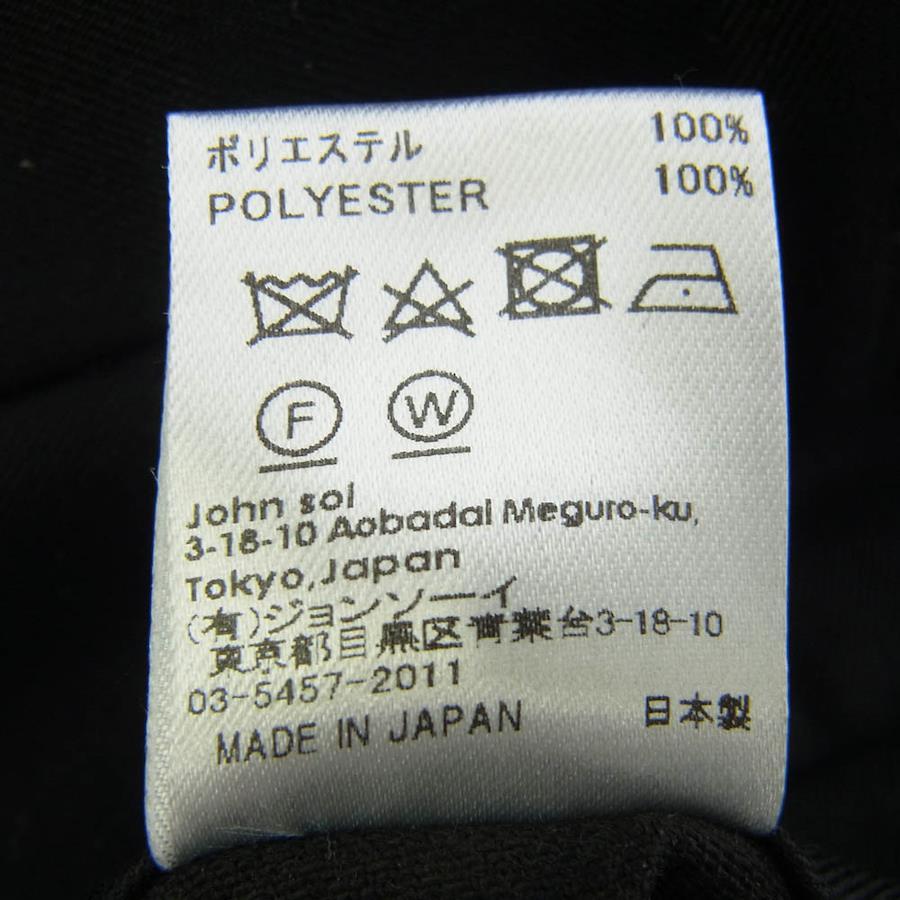 ポリエステル 100%
POLYESTER 100%
F W
John soi
3-18-10 Aobadai Meguro-ku,
Tokyo,Japan
(有)ジョンソーイ
東京都目黒区青葉台3-18-10
03-5457-2011
MADE IN JAPAN 日本製